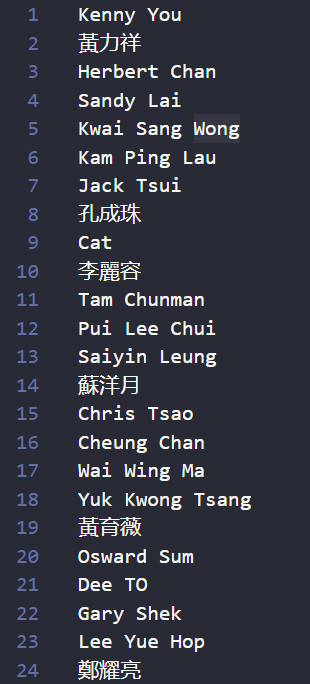 1 Kenny You
2 黃力祥
3 Herbert Chan
4 Sandy Lai
5 Kwai Sang Wong
6 Kam Ping Lau
7 Jack Tsui
8 孔成珠
9 Cat
10 李麗容
11 Tam Chunman
12 Pui Lee Chui
13 Saiyin Leung
14 蘇洋月
15 Chris Tsao
16 Cheung Chan
17 Wai Wing Ma
18 Yuk Kwong Tsang
19 黃育薇
20 Osward Sum
21 Dee TO
22 Gary Shek
23 Lee Yue Hop
24 鄭耀亮